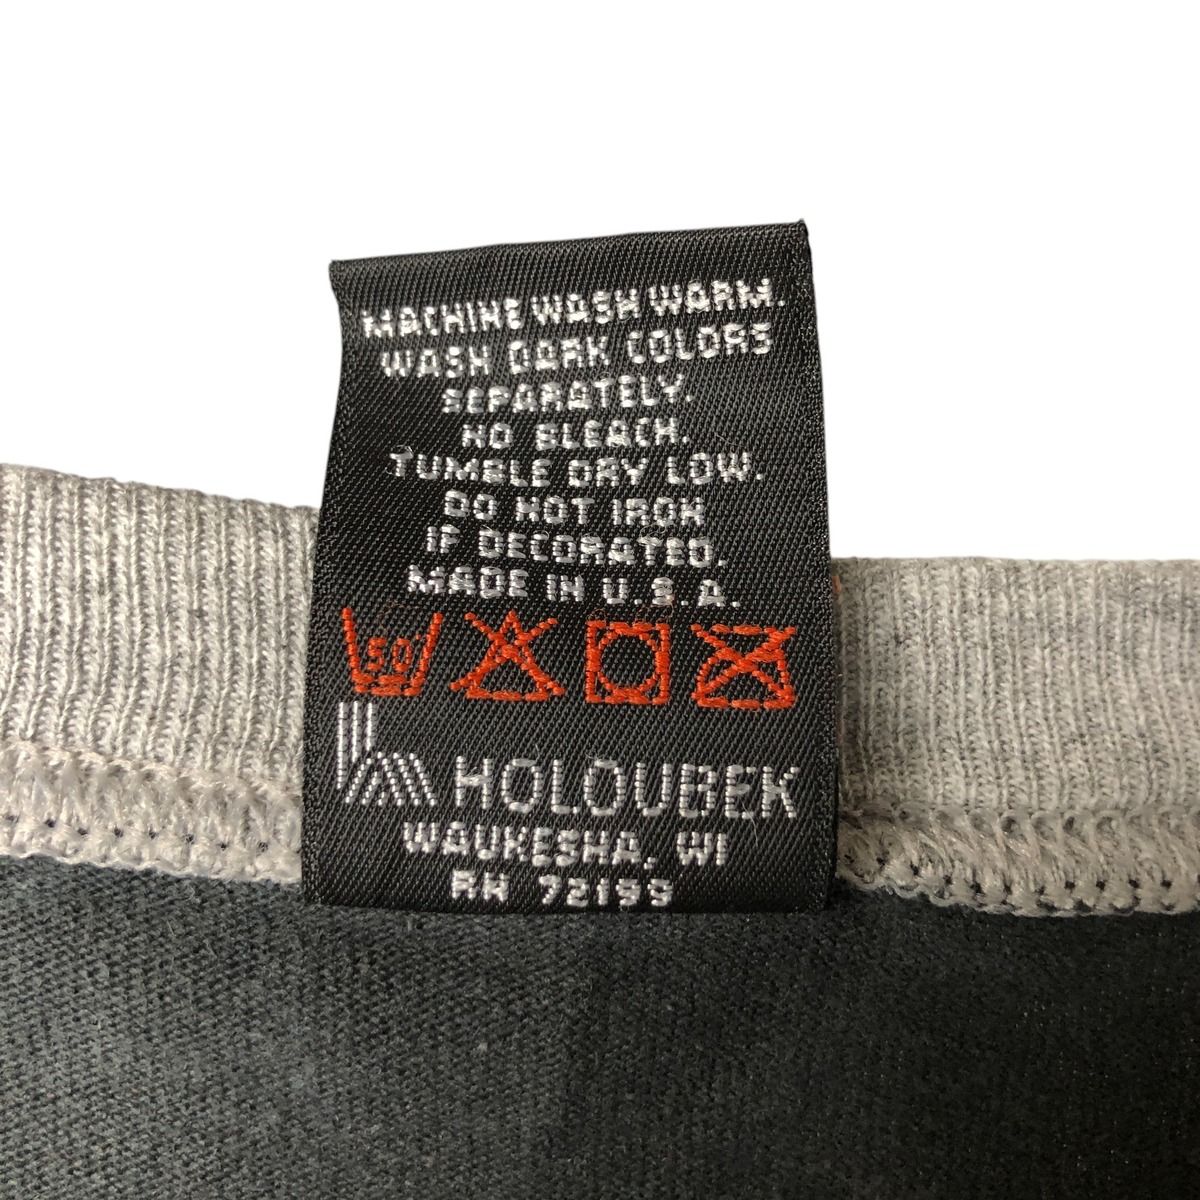 MACHINE WASH WARM.
WASH DARK COLORS
SEPARATELY.
NO BLEACH.
TUMBLE DRY LOW.
DO NOT IRON
IF DECORATED.
MADE IN U.S.A.
50°
HOLOUBEK
WAUKESHA, WI
RN 72199